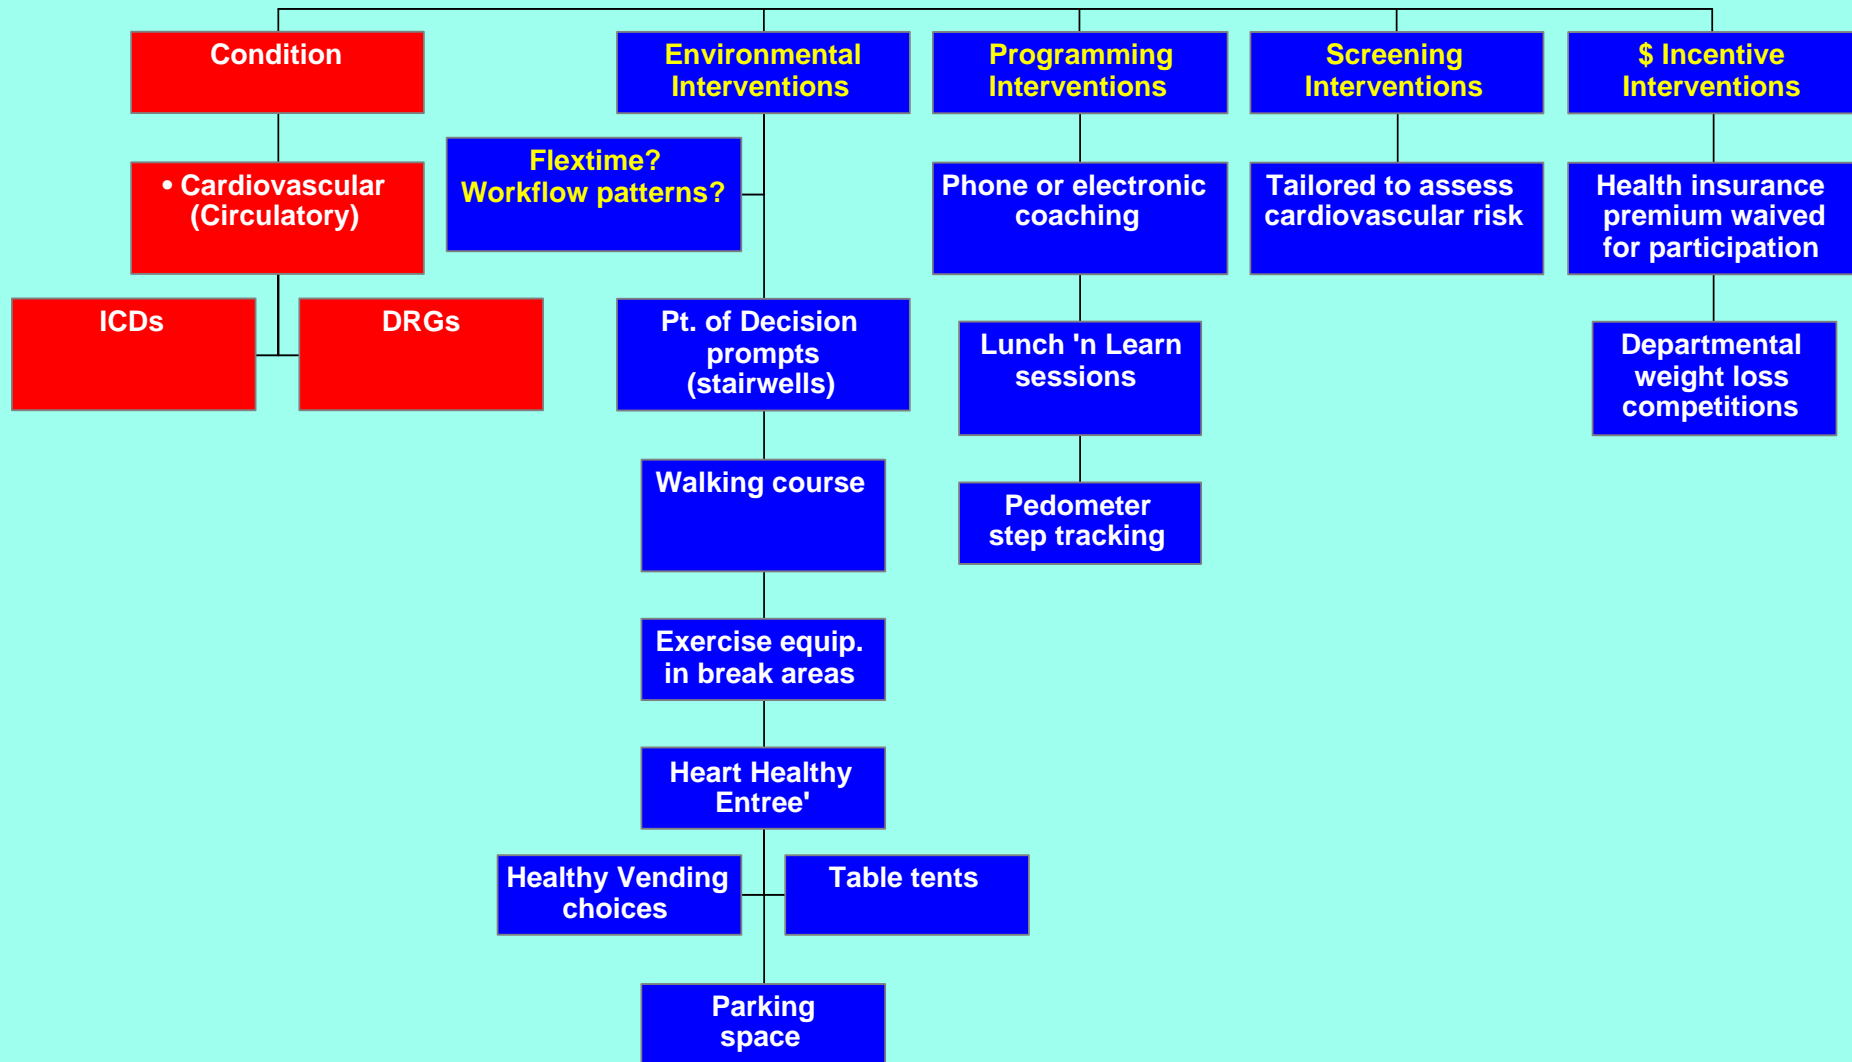 Condition
Environmental
Interventions
Programming
Interventions
Screening
Interventions
$ Incentive
Interventions
Flextime?
Workflow patterns?
• Cardiovascular
(Circulatory)
Phone or electronic
coaching
Tailored to assess
cardiovascular risk
Health insurance
premium waived
for participation
ICDs
DRGs
Pt. of Decision
prompts
(stairwells)
Lunch 'n Learn
sessions
Departmental
weight loss
competitions
Walking course
Pedometer
step tracking
Exercise equip.
in break areas
Heart Healthy
Entree'
Healthy Vending
choices
Table tents
Parking
space